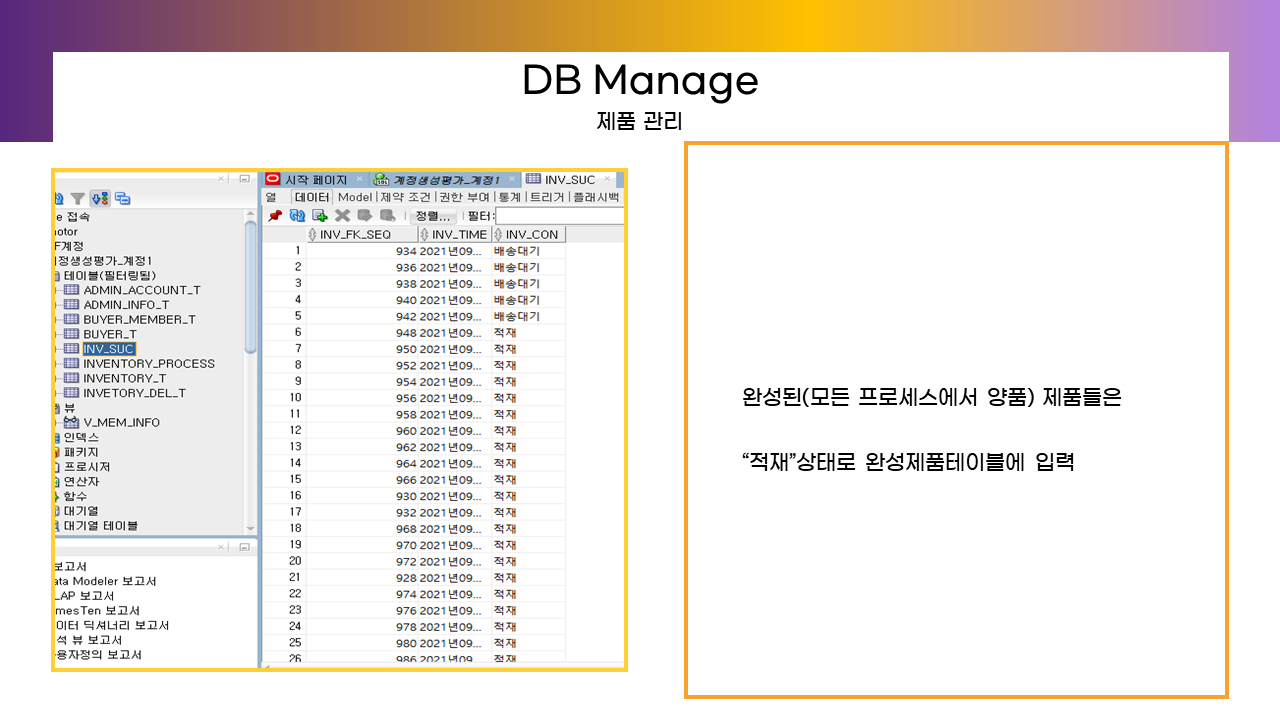 DB Manage
제품 관리
시작 페이지
계정생성평가_계정1
INV_SUC
열 데이터 Model 제약 조건 권한 부여 통계 트리거 플래시백
정렬... 필터:
e 접속
notor
F계정
정생성평가_계정1
테이블(필터링됨)
ADMIN_ACCOUNT_T
ADMIN_INFO_T
BUYER_MEMBER_T
BUYER_T
INV_SUC
INVENTORY_PROCESS
INVENTORY_T
INVETORY_DEL_T
뷰
V_MEM_INFO
인덱스
패키지
프로시저
연산자
함수
대기열
대기열 테이블
보고서
ata Modeler 보고서
LAP 보고서
mesTen 보고서
이터 딕셔너리 보고서
석 뷰 보고서
용자정의 보고서
INV_FK_SEQ INV_TIME INV_CON
1 934 2021년09... 배송대기
2 936 2021년09... 배송대기
3 938 2021년09... 배송대기
4 940 2021년09... 배송대기
5 942 2021년09... 배송대기
6 948 2021년09... 적재
7 950 2021년09... 적재
8 952 2021년09... 적재
9 954 2021년09... 적재
10 956 2021년09... 적재
11 958 2021년09... 적재
12 960 2021년09... 적재
13 962 2021년09... 적재
14 964 2021년09... 적재
15 966 2021년09... 적재
16 930 2021년09... 적재
17 932 2021년09... 적재
18 968 2021년09... 적재
19 970 2021년09... 적재
20 972 2021년09... 적재
21 928 2021년09... 적재
22 974 2021년09... 적재
23 976 2021년09... 적재
24 978 2021년09... 적재
25 980 2021년09... 적재
26 986 2021년09... 적재
완성된(모든 프로세스에서 양품) 제품들은
“적재”상태로 완성제품테이블에 입력